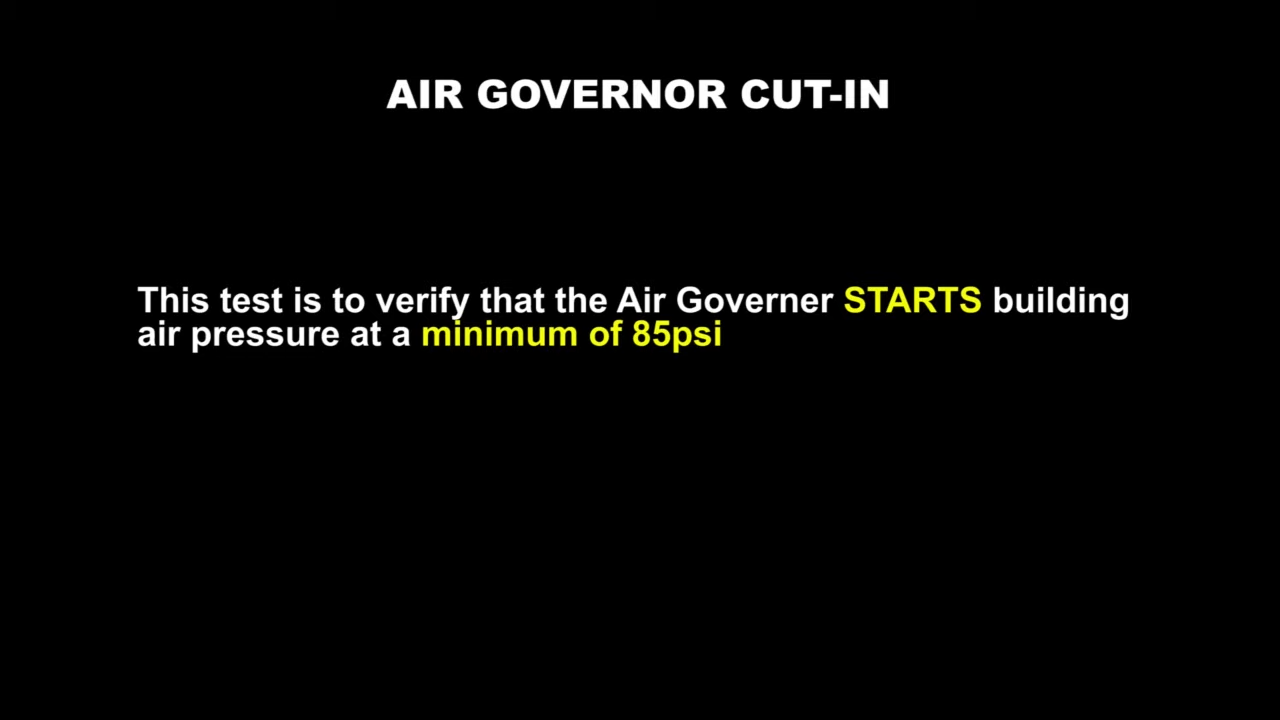 AIR GOVERNOR CUT-IN
This test is to verify that the Air Governer STARTS building
air pressure at a minimum of 85psi